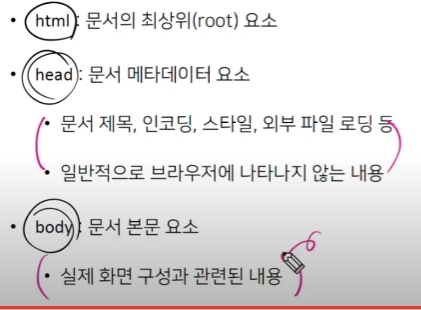 • html : 문서의 최상위(root) 요소
• head : 문서 메타데이터 요소
• 문서 제목, 인코딩, 스타일, 외부 파일 로딩 등
• 일반적으로 브라우저에 나타나지 않는 내용
• body : 문서 본문 요소
• 실제 화면 구성과 관련된 내용